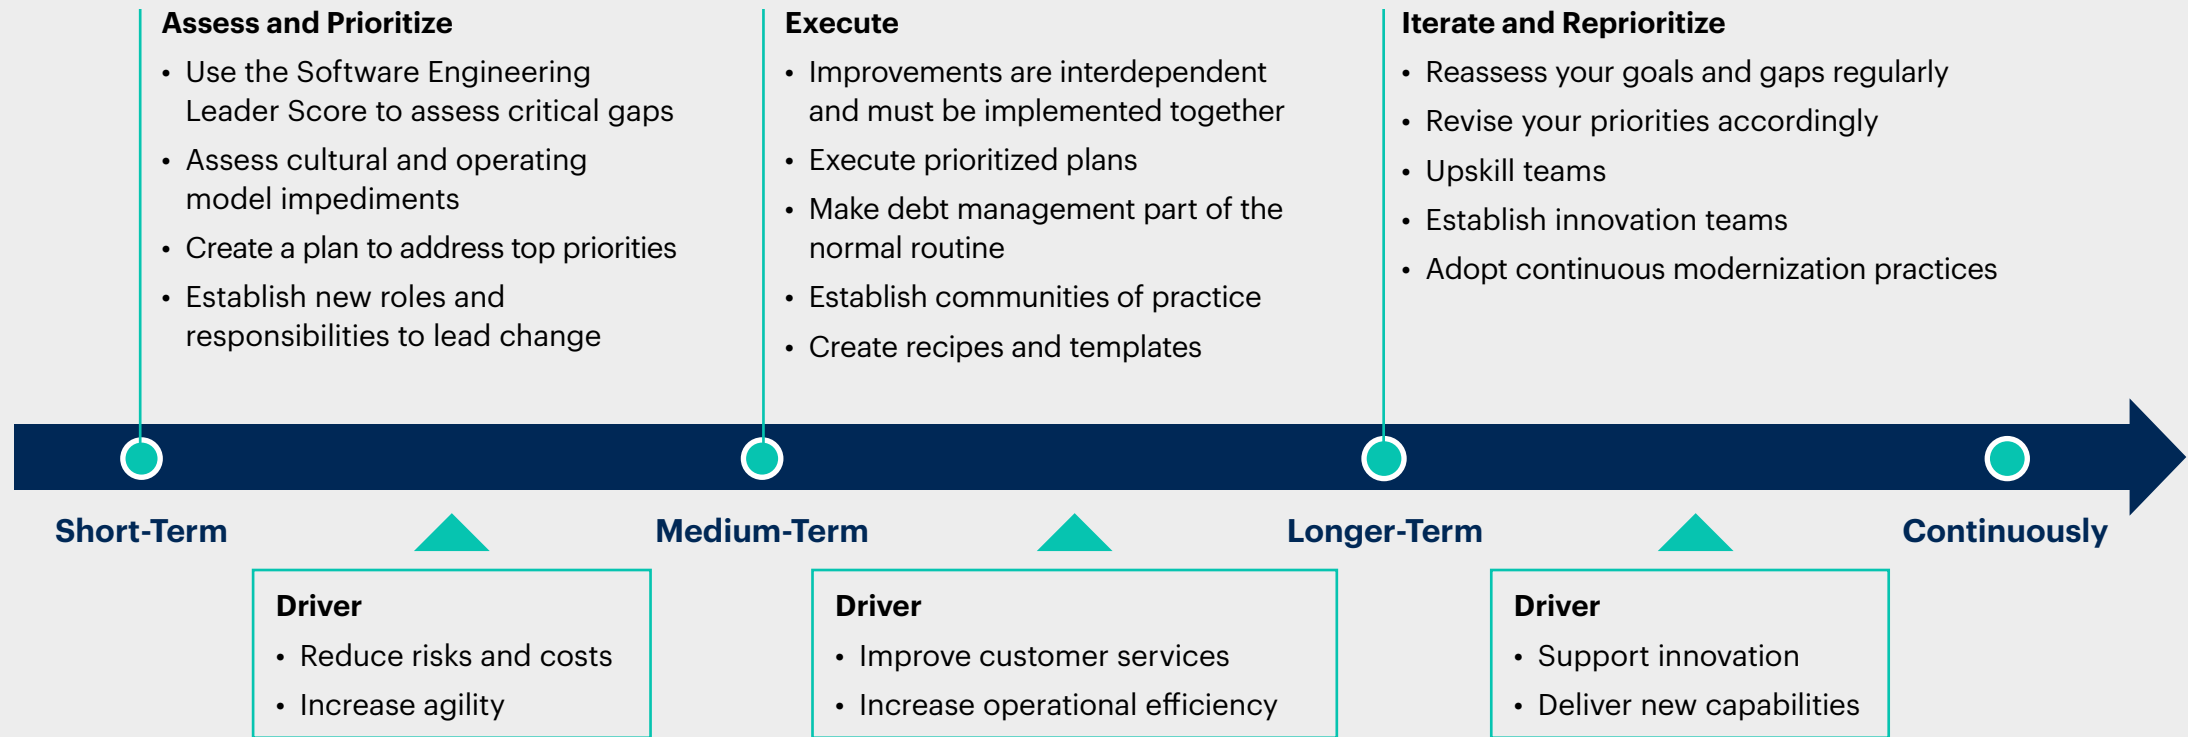 Assess and Prioritize
• Use the Software Engineering
Leader Score to assess critical gaps
• Assess cultural and operating
model impediments
• Create a plan to address top priorities
• Establish new roles and
responsibilities to lead change
Execute
• Improvements are interdependent
and must be implemented together
• Execute prioritized plans
• Make debt management part of the
normal routine
• Establish communities of practice
• Create recipes and templates
Iterate and Reprioritize
• Reassess your goals and gaps regularly
• Revise your priorities accordingly
• Upskill teams
• Establish innovation teams
• Adopt continuous modernization practices
Short-Term
Medium-Term
Longer-Term
Continuously
Driver
• Reduce risks and costs
• Increase agility
Driver
• Improve customer services
• Increase operational efficiency
Driver
• Support innovation
• Deliver new capabilities